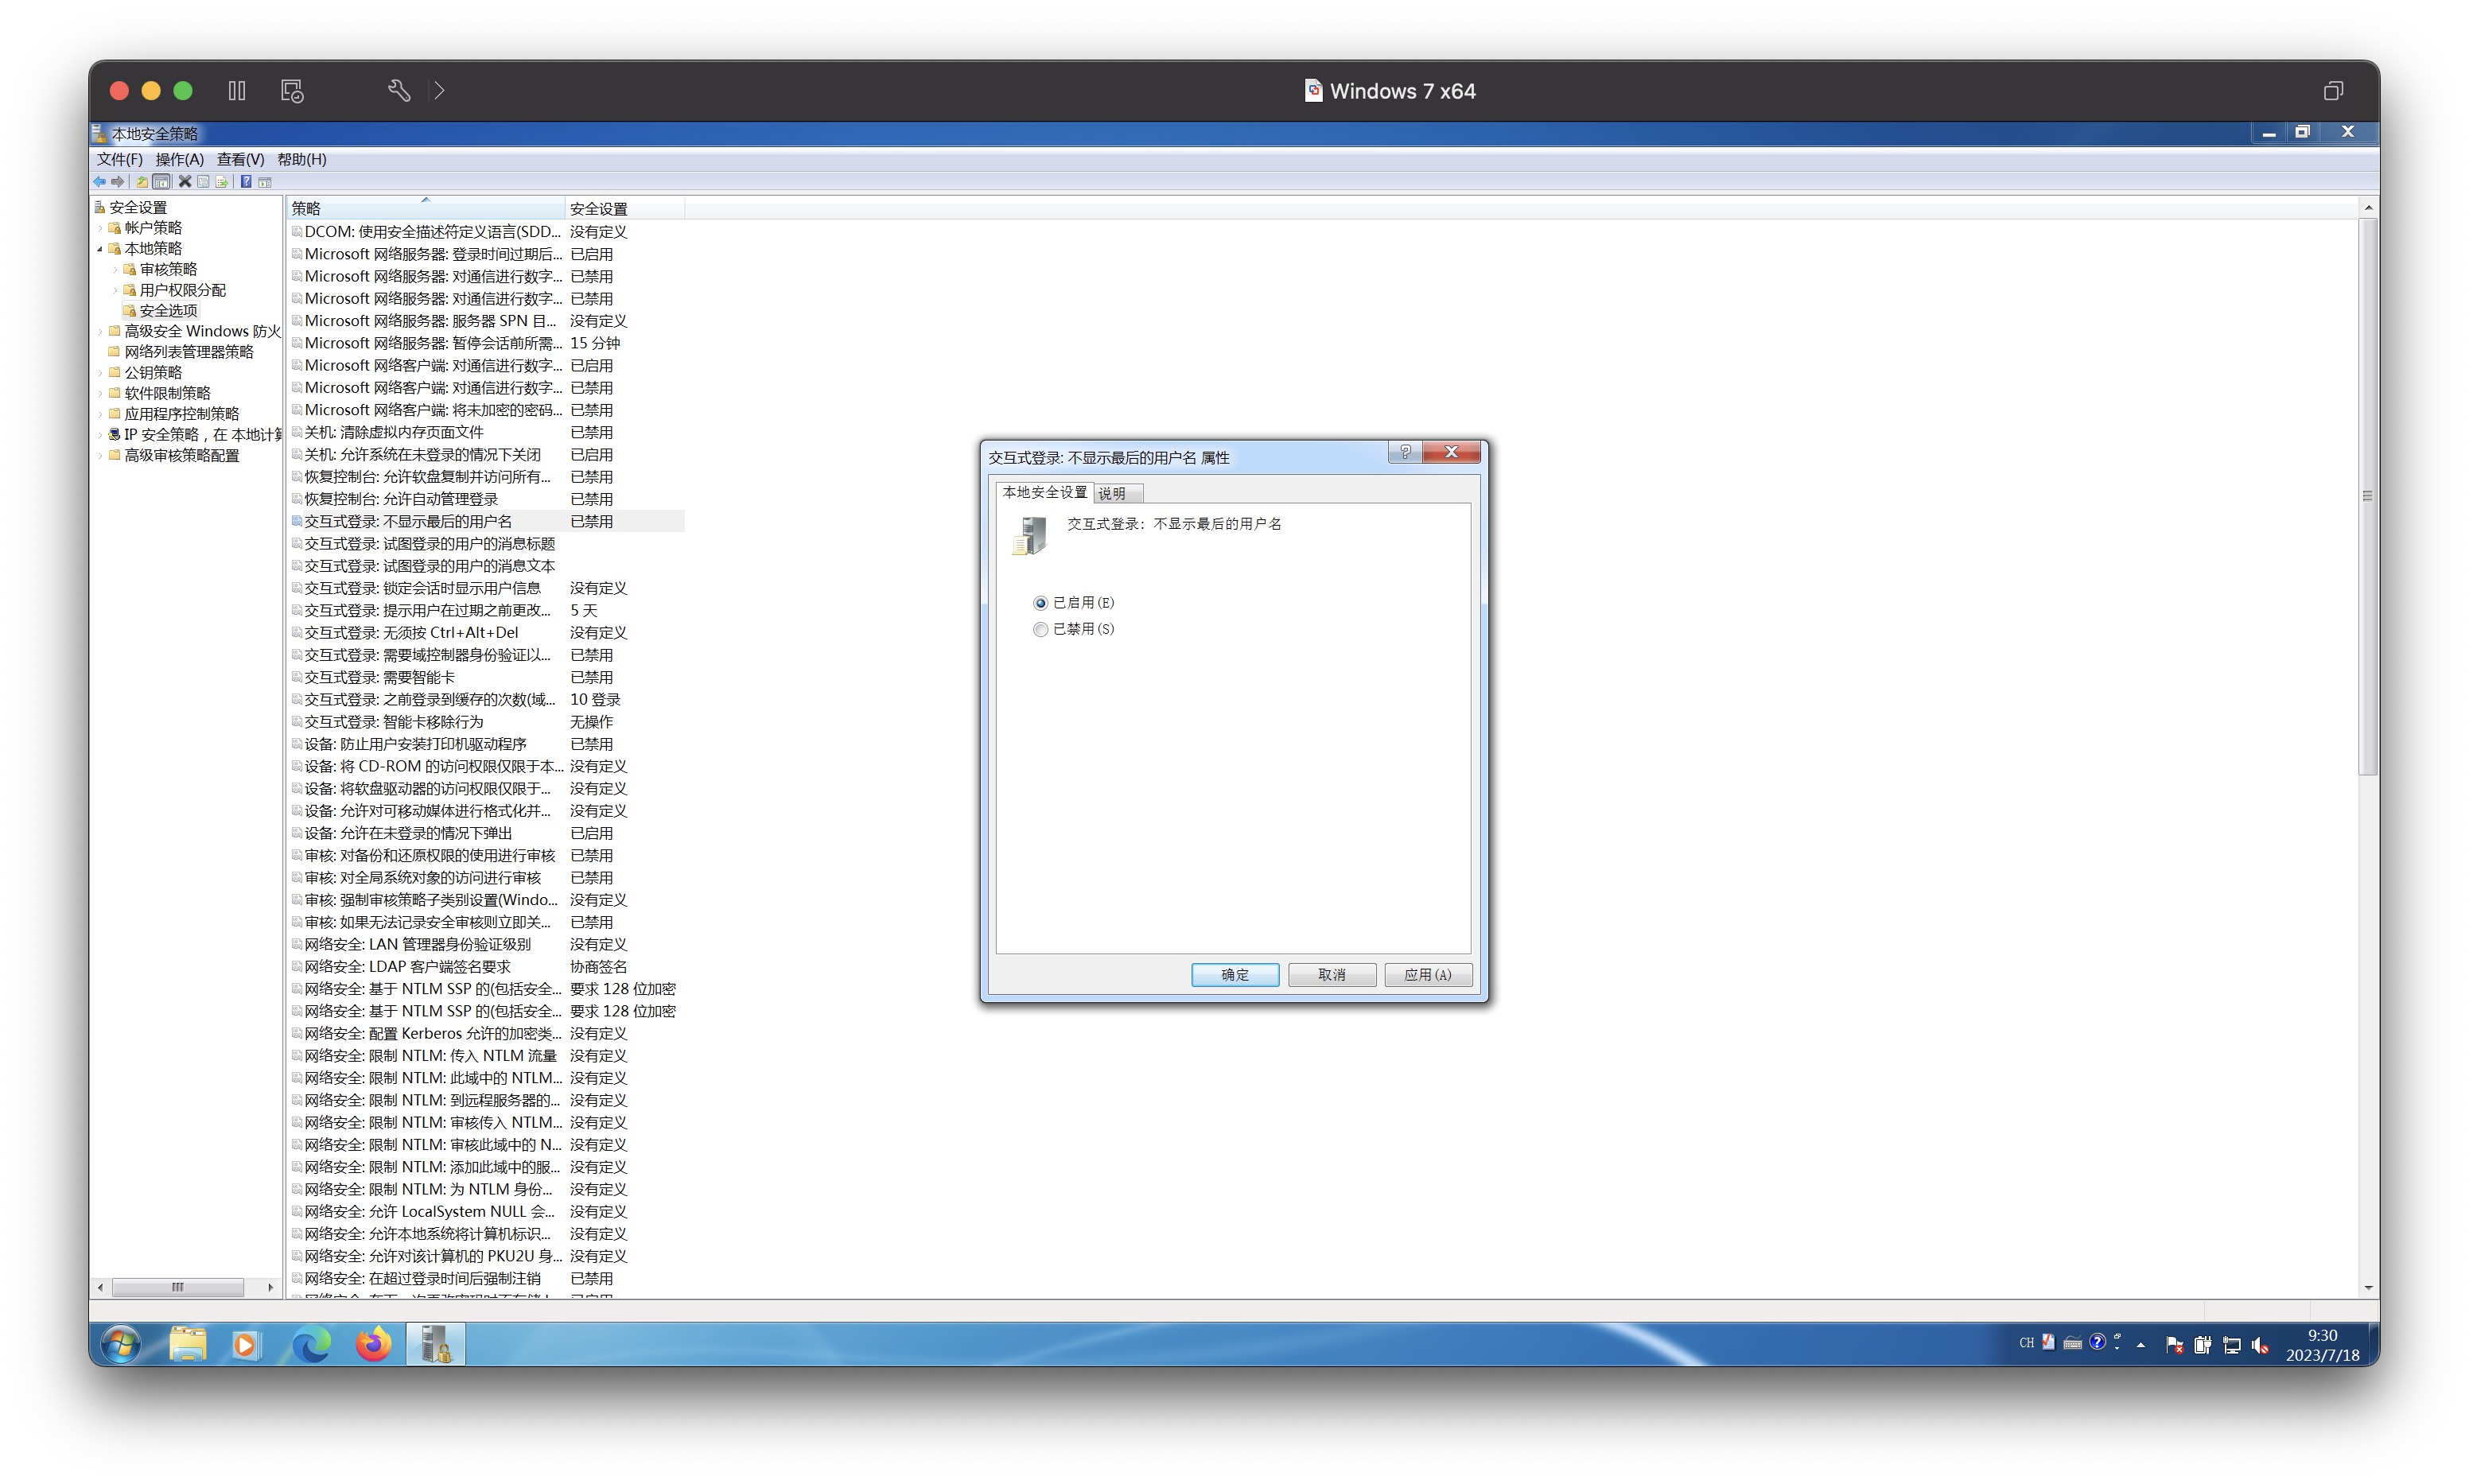 Windows 7 x64
本地安全策略
文件(F) 操作(A) 查看(V) 帮助(H)
安全设置
帐户策略
本地策略
审核策略
用户权限分配
安全选项
高级安全 Windows 防火
网络列表管理器策略
公钥策略
软件限制策略
应用程序控制策略
IP 安全策略，在 本地计算
高级审核策略配置
策略 安全设置
DCOM: 使用安全描述符定义语言(SDD... 没有定义
Microsoft 网络服务器: 登录时间过期后... 已启用
Microsoft 网络服务器: 对通信进行数字... 已禁用
Microsoft 网络服务器: 对通信进行数字... 已禁用
Microsoft 网络服务器: 服务器 SPN 目... 没有定义
Microsoft 网络服务器: 暂停会话前所需... 15 分钟
Microsoft 网络客户端: 对通信进行数字... 已启用
Microsoft 网络客户端: 对通信进行数字... 已禁用
Microsoft 网络客户端: 将未加密的密码... 已禁用
关机: 清除虚拟内存页面文件 已禁用
关机: 允许系统在未登录的情况下关闭 已启用
恢复控制台: 允许软盘复制并访问所有... 已禁用
恢复控制台: 允许自动管理登录 已禁用
交互式登录: 不显示最后的用户名 已禁用
交互式登录: 试图登录的用户的消息标题
交互式登录: 试图登录的用户的消息文本
交互式登录: 锁定会话时显示用户信息 没有定义
交互式登录: 提示用户在过期之前更改... 5 天
交互式登录: 无须按 Ctrl+Alt+Del 没有定义
交互式登录: 需要域控制器身份验证以... 已禁用
交互式登录: 需要智能卡 已禁用
交互式登录: 之前登录到缓存的次数(域... 10 登录
交互式登录: 智能卡移除行为 无操作
设备: 防止用户安装打印机驱动程序 已禁用
设备: 将 CD-ROM 的访问权限仅限于本... 没有定义
设备: 将软盘驱动器的访问权限仅限于... 没有定义
设备: 允许对可移动媒体进行格式化并... 没有定义
设备: 允许在未登录的情况下弹出 已启用
审核: 对备份和还原权限的使用进行审核 已禁用
审核: 对全局系统对象的访问进行审核 已禁用
审核: 强制审核策略子类别设置(Windo... 没有定义
审核: 如果无法记录安全审核则立即关... 已禁用
网络安全: LAN 管理器身份验证级别 没有定义
网络安全: LDAP 客户端签名要求 协商签名
网络安全: 基于 NTLM SSP 的(包括安全... 要求 128 位加密
网络安全: 基于 NTLM SSP 的(包括安全... 要求 128 位加密
网络安全: 配置 Kerberos 允许的加密类... 没有定义
网络安全: 限制 NTLM: 传入 NTLM 流量 没有定义
网络安全: 限制 NTLM: 此域中的 NTLM... 没有定义
网络安全: 限制 NTLM: 到远程服务器的... 没有定义
网络安全: 限制 NTLM: 审核传入 NTLM... 没有定义
网络安全: 限制 NTLM: 审核此域中的 N... 没有定义
网络安全: 限制 NTLM: 添加此域中的服... 没有定义
网络安全: 限制 NTLM: 为 NTLM 身份... 没有定义
网络安全: 允许 LocalSystem NULL 会... 没有定义
网络安全: 允许本地系统将计算机标识... 没有定义
网络安全: 允许对该计算机的 PKU2U 身... 没有定义
网络安全: 在超过登录时间后强制注销 已禁用
交互式登录: 不显示最后的用户名 属性
本地安全设置 说明
交互式登录: 不显示最后的用户名
已启用(E)
已禁用(S)
确定 取消 应用(A)
CH
9:30
2023/7/18